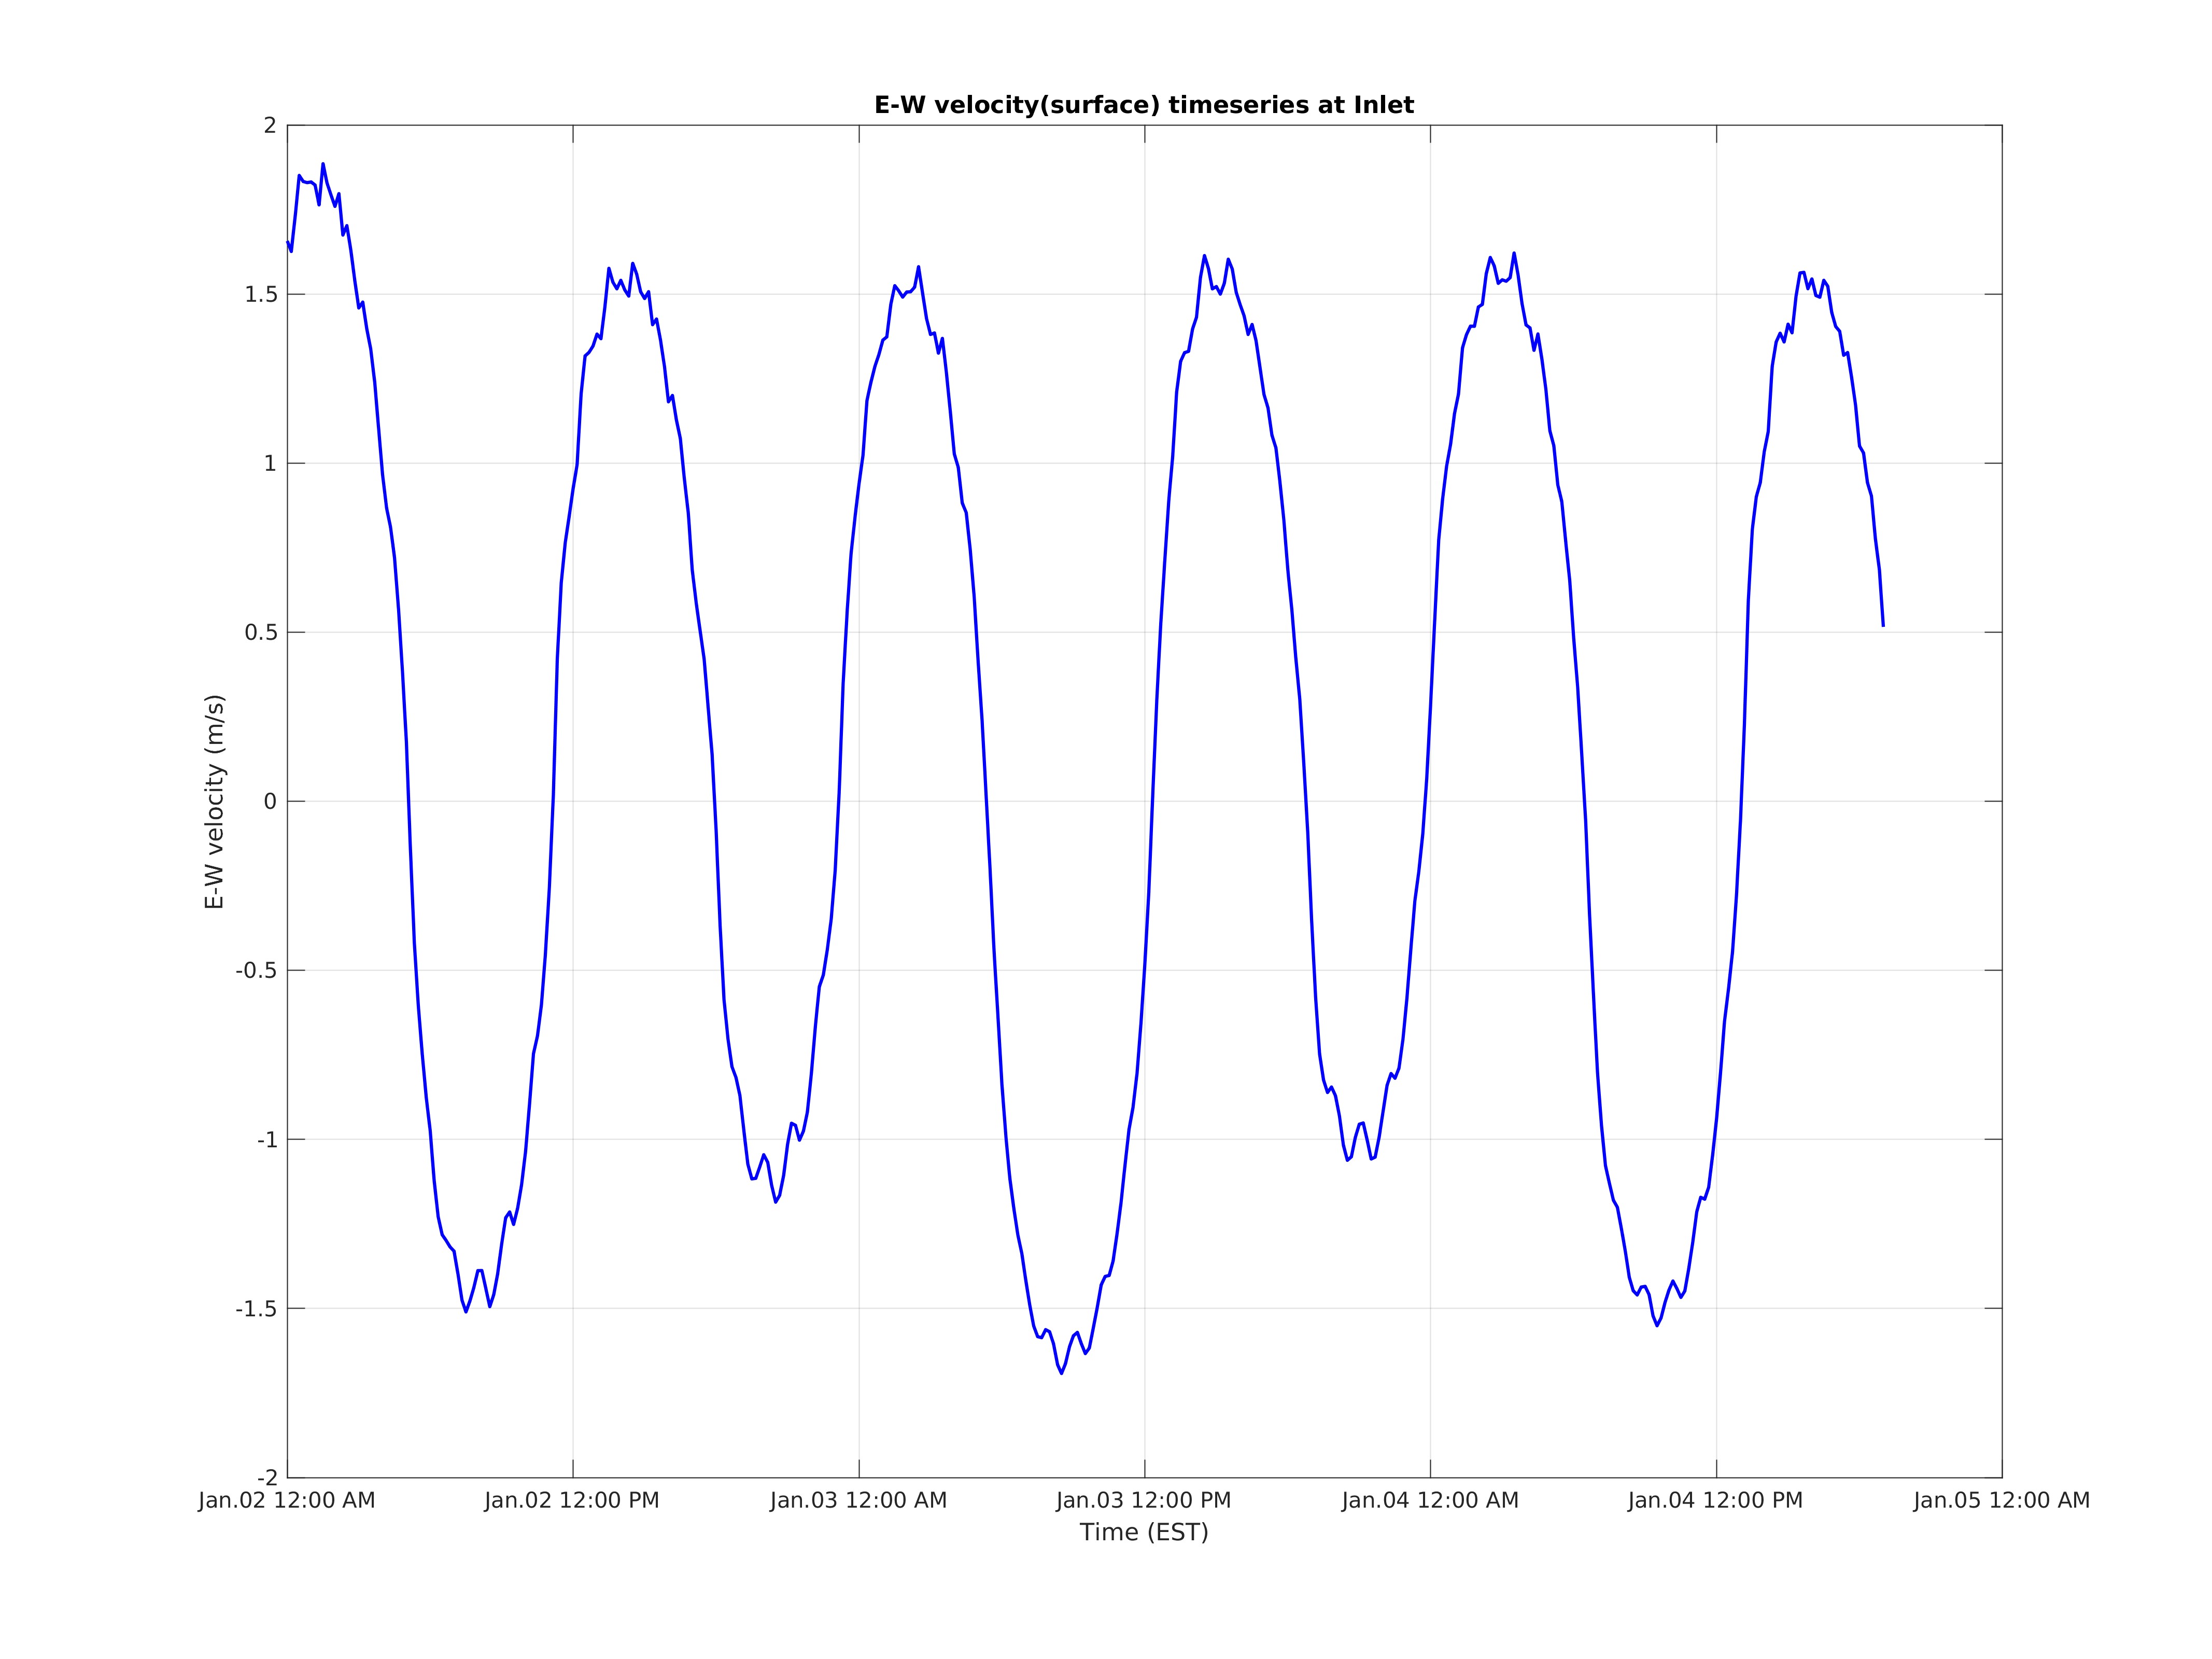 E-W velocity(surface) timeseries at Inlet
2
1.5
1
0.5
0
-0.5
-1
-1.5
-2
E-W velocity (m/s)
Jan.02 12:00 AM Jan.02 12:00 PM Jan.03 12:00 AM Jan.03 12:00 PM Jan.04 12:00 AM Jan.04 12:00 PM Jan.05 12:00 AM
Time (EST)